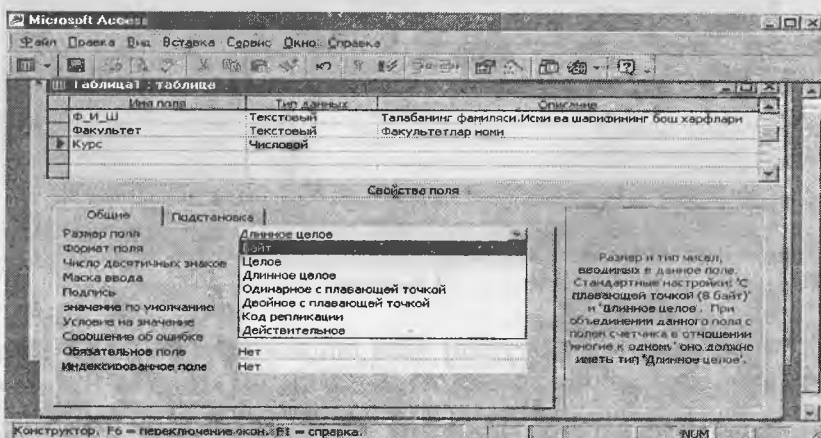 Microsoft Access
Файл Правка Вид Вставка Сервис Окно Справка
Таблица1 : таблица
Имя поля Тип данных Описание
Ф_И_Ш Текстовый Талабанинг фамиляси.Исми ва шарифининг бош харфлари
Факультет Текстовый Факультетлар номи
Курс Числовой
Свойства поля
Общие Подстановка
Размер поля Длинное целое
Формат поля Байт
Число десятичных знаков Целое
Маска ввода Длинное целое
Подпись Одинарное с плавающей точкой
Значение по умолчанию Двойное с плавающей точкой
Условие на значение Код репликации
Сообщение об ошибке Действительное
Обязательное поле Нет
Индексированное поле Нет
Размер и тип чисел,
вводимых в данное поле.
Стандартные настройки: 'С
плавающей точкой (8 байт)'
и 'Длинное целое'. При
объединении данного поля с
полем счетчика в отношении
'многие к одному' оно должно
иметь тип 'Длинное целое'.
Конструктор. F6 = переключение окон. F1 = справка. NUM